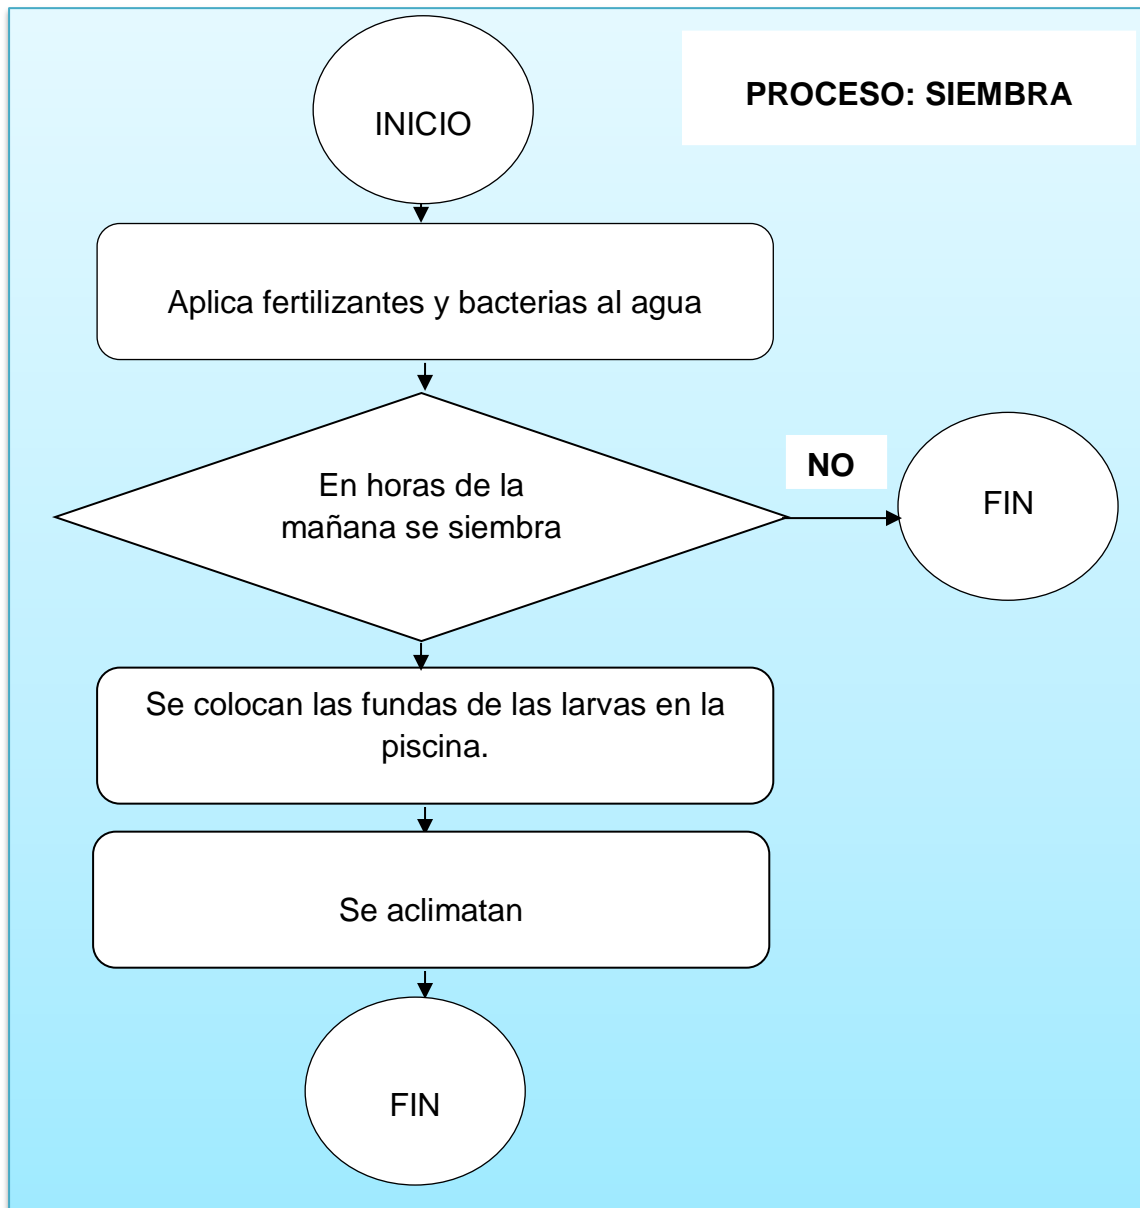 PROCESO: SIEMBRA
INICIO
Aplica fertilizantes y bacterias al agua
En horas de la
mañana se siembra
NO
FIN
Se colocan las fundas de las larvas en la
piscina.
Se aclimatan
FIN